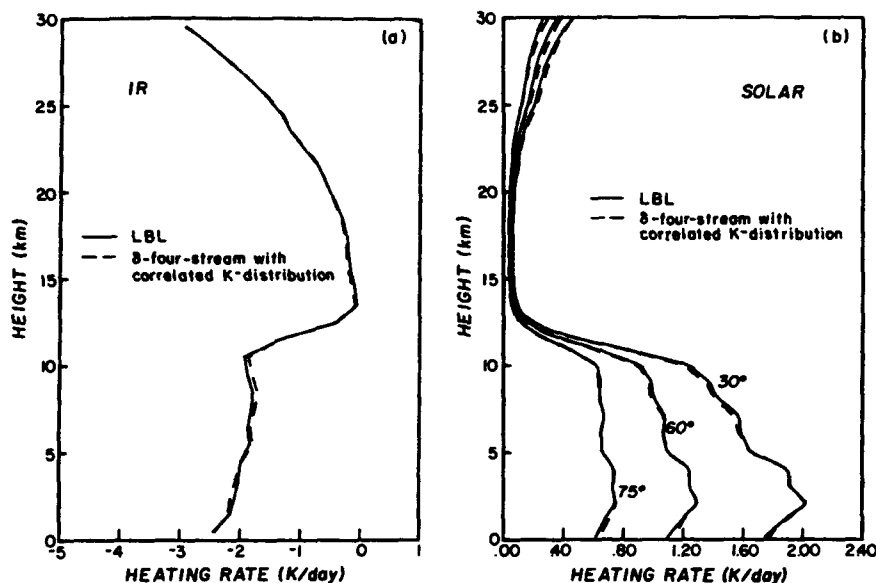 (a)
IR
LBL
δ-four-stream with
correlated K-distribution
HEIGHT (km)
30
25
20
15
10
5
0
-5 -4 -3 -2 -1 0 1
HEATING RATE (K/day)
(b)
SOLAR
LBL
δ-four-stream with
correlated K-distribution
30°
60°
75°
HEIGHT (km)
30
25
20
15
10
5
0
.00 .40 .80 1.20 1.60 2.00 2.40
HEATING RATE (K/day)